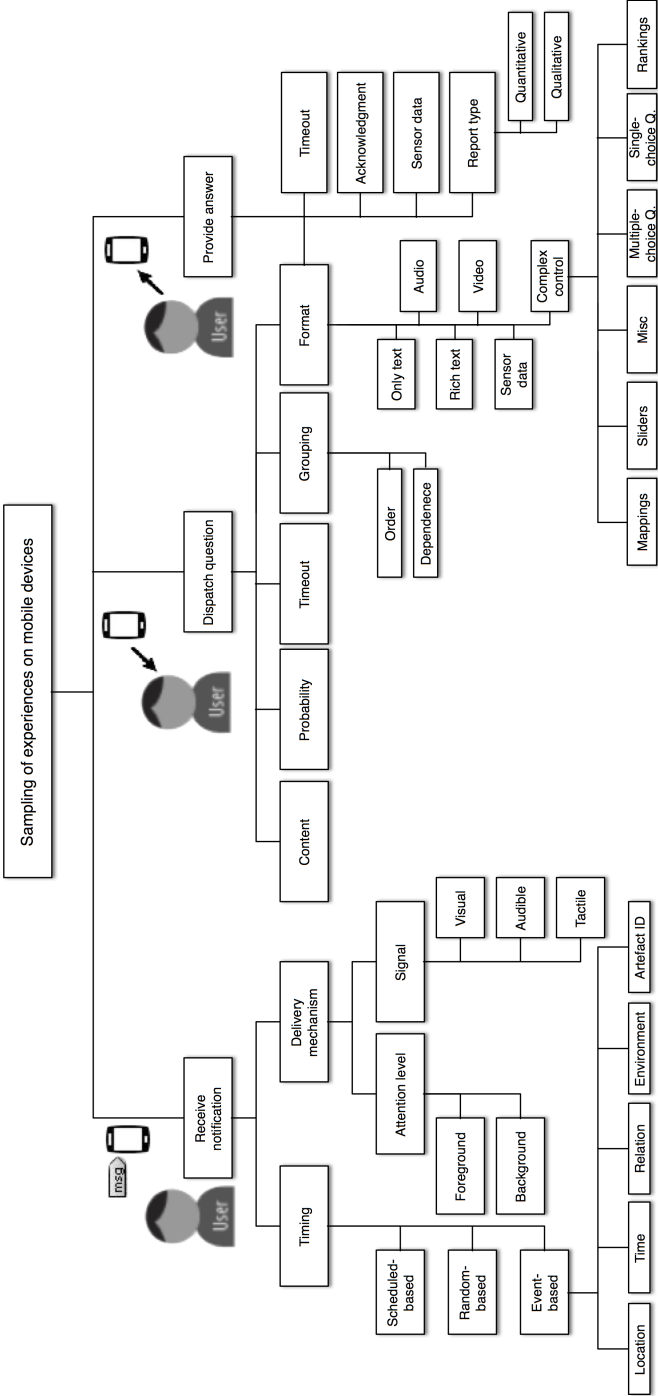 Sampling of experiences on mobile devices
msg
User
User
User
Receive
notification
Dispatch question
Provide answer
Timing
Delivery
mechanism
Content
Probability
Timeout
Grouping
Format
Timeout
Acknowledgment
Sensor data
Report type
Quantitative
Qualitative
Scheduled-
based
Random-
based
Event-
based
Attention level
Foreground
Background
Signal
Visual
Audible
Tactile
Order
Dependenece
Only text
Rich text
Sensor
data
Audio
Video
Complex
control
Location
Time
Relation
Environment
Artefact ID
Mappings
Sliders
Misc
Multiple-
choice Q.
Single-
choice Q.
Rankings